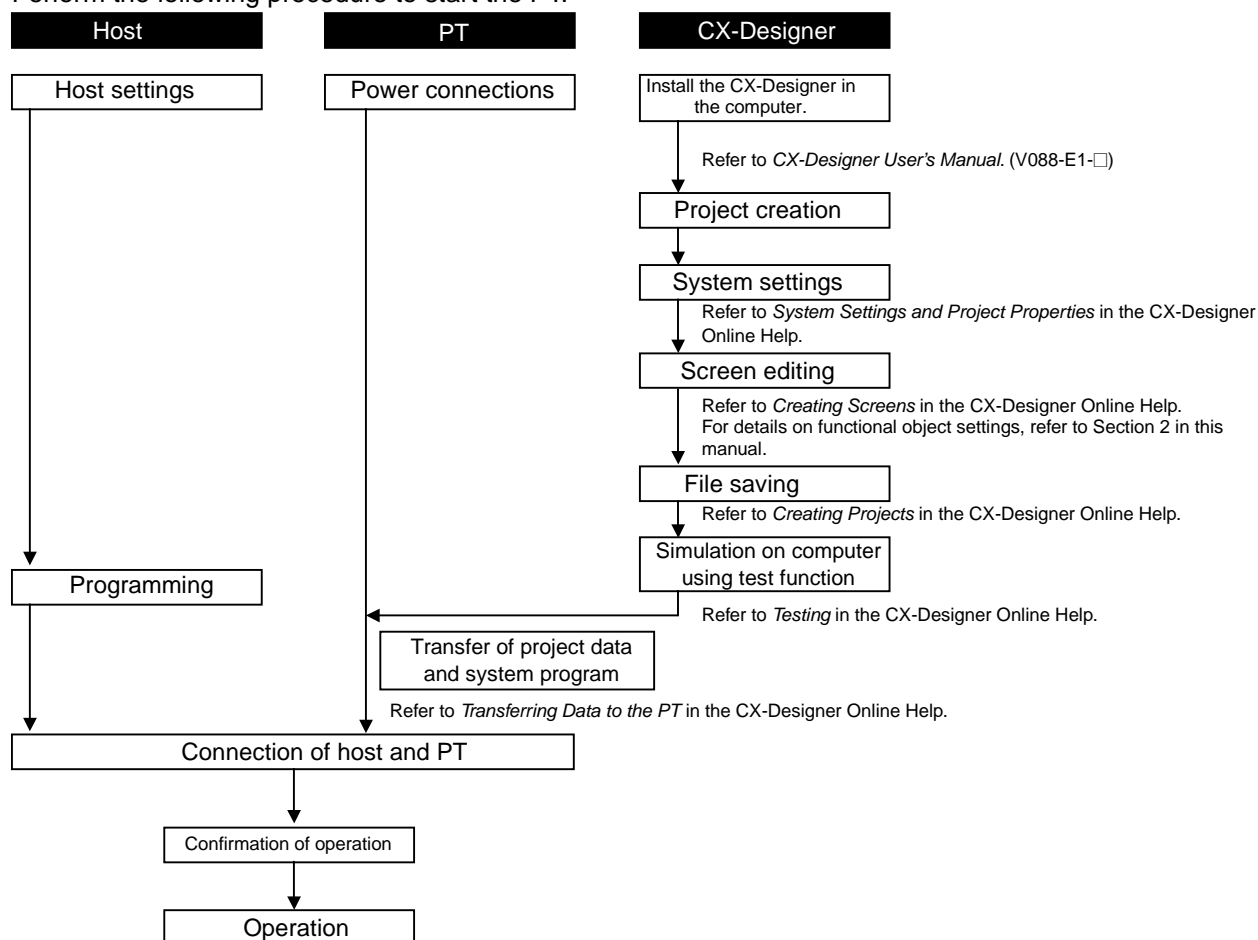 Perform the following procedure to start the PT.
Host
PT
CX-Designer
Host settings
Power connections
Install the CX-Designer in
the computer.
Refer to CX-Designer User's Manual. (V088-E1-□)
Project creation
System settings
Refer to System Settings and Project Properties in the CX-Designer
Online Help.
Screen editing
Refer to Creating Screens in the CX-Designer Online Help.
For details on functional object settings, refer to Section 2 in this
manual.
File saving
Refer to Creating Projects in the CX-Designer Online Help.
Simulation on computer
using test function
Programming
Refer to Testing in the CX-Designer Online Help.
Transfer of project data
and system program
Refer to Transferring Data to the PT in the CX-Designer Online Help.
Connection of host and PT
Confirmation of operation
Operation